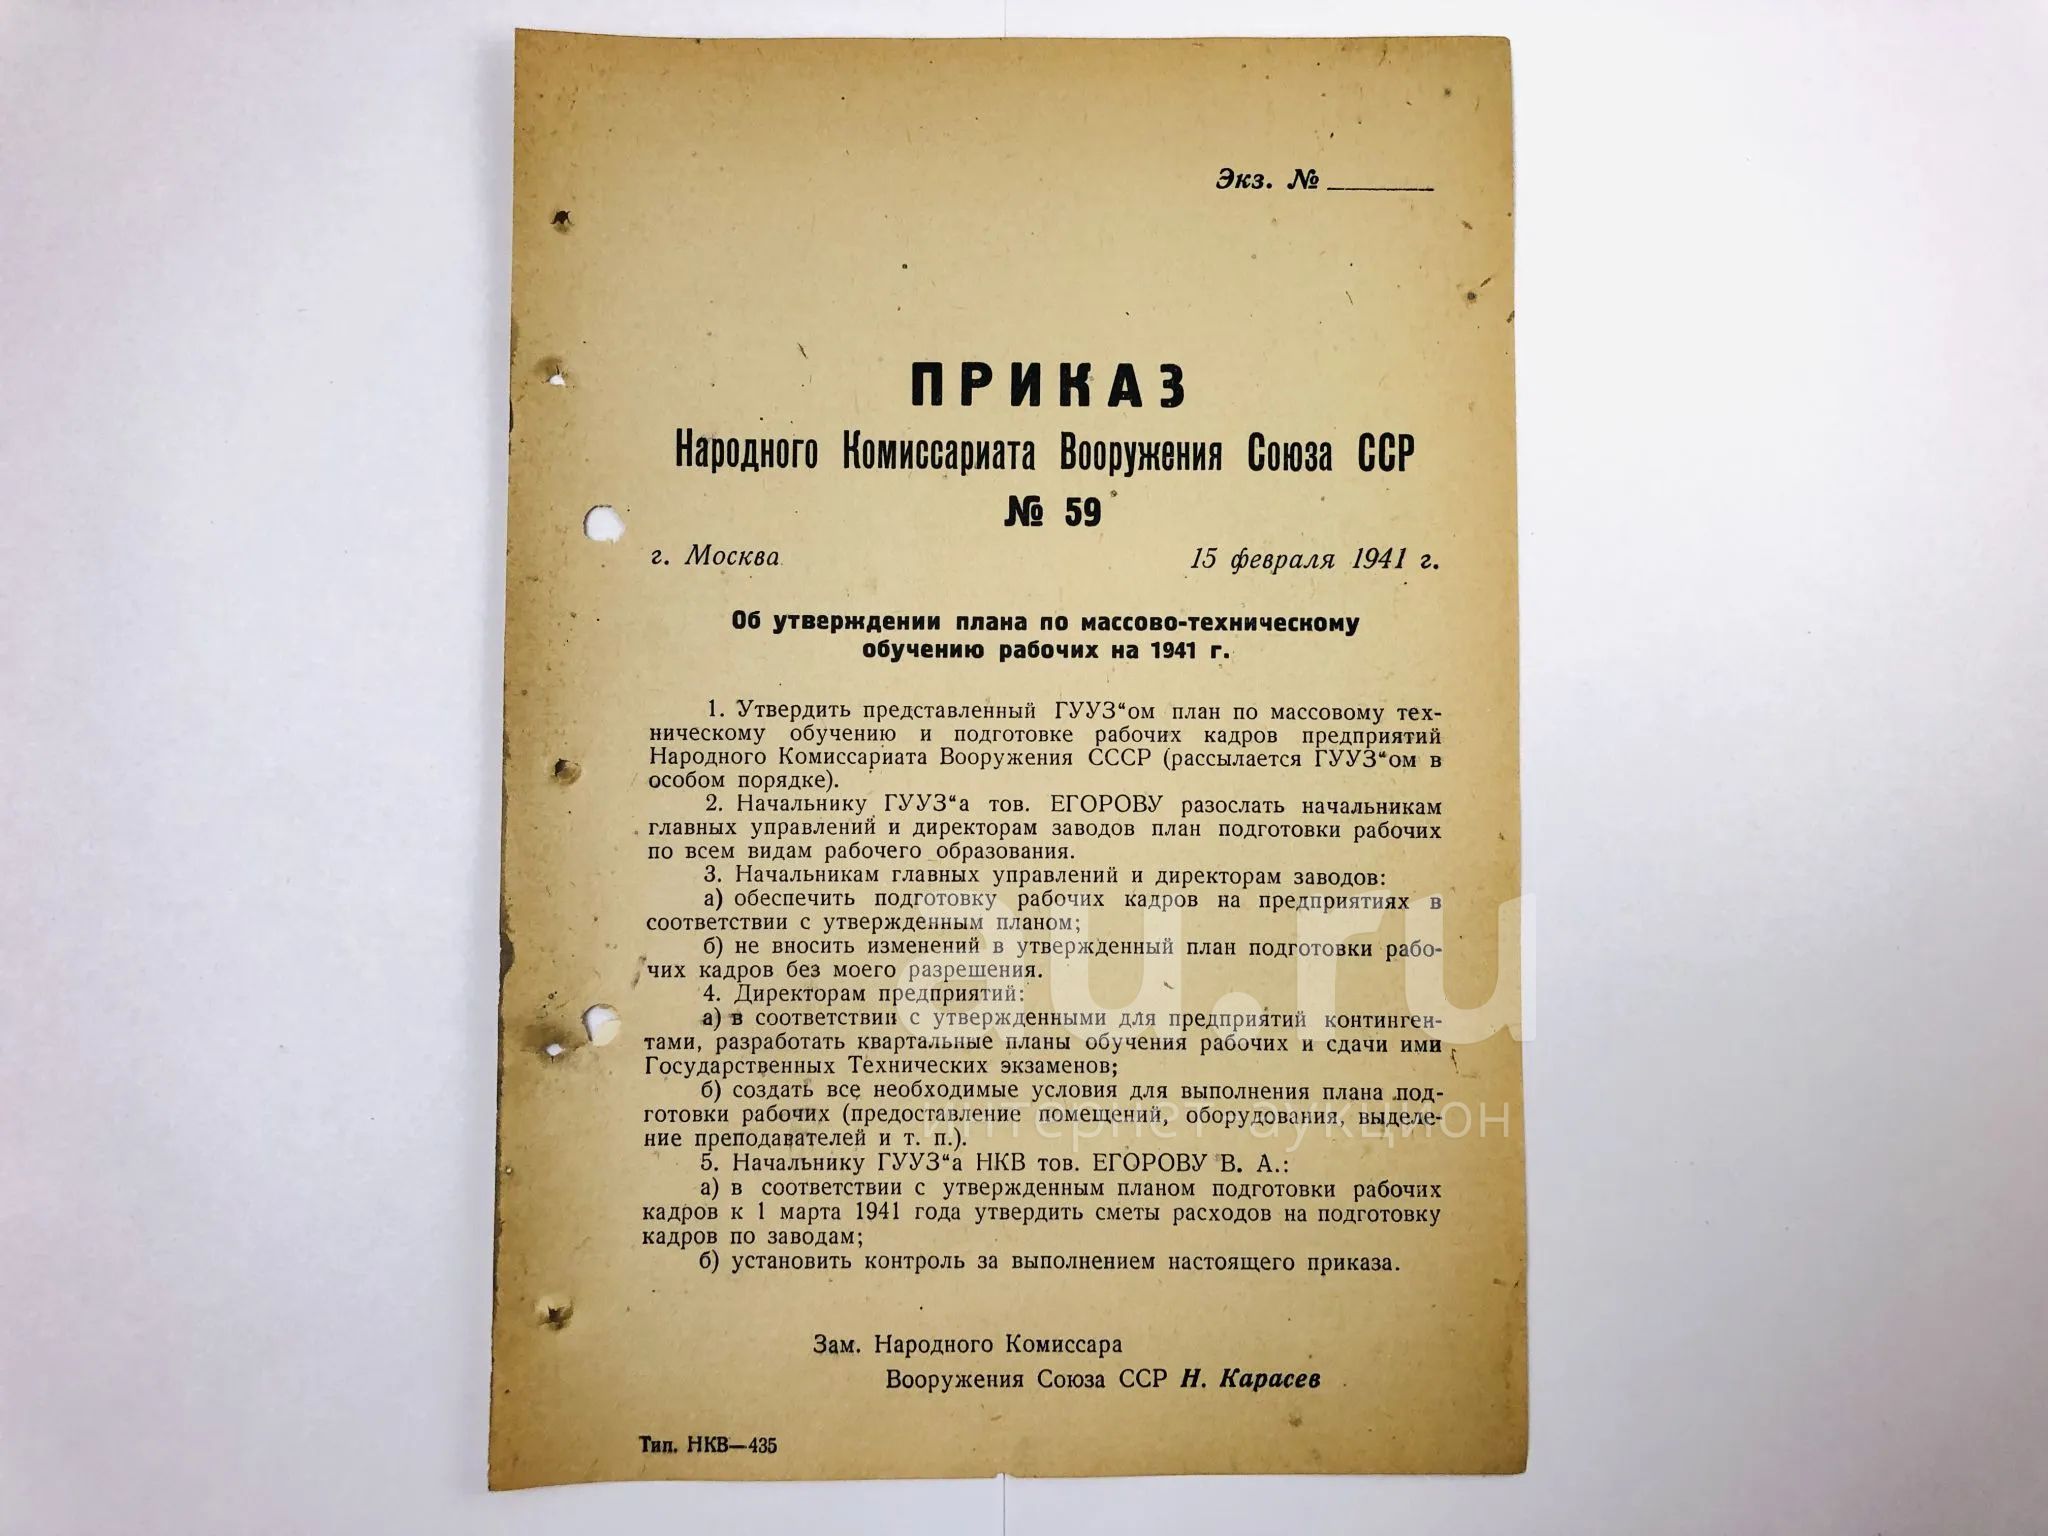 Экз. № ______
ПРИКАЗ
Народного Комиссариата Вооружения Союза ССР
№ 59
г. Москва 15 февраля 1941 г.
Об утверждении плана по массово-техническому
обучению рабочих на 1941 г.
1. Утвердить представленный ГУУЗ“ом план по массовому тех-
ническому обучению и подготовке рабочих кадров предприятий
Народного Комиссариата Вооружения СССР (рассылается ГУУЗ“ом в
особом порядке).
2. Начальнику ГУУЗ“а тов. ЕГОРОВУ разослать начальникам
главных управлений и директорам заводов план подготовки рабочих
по всем видам рабочего образования.
3. Начальникам главных управлений и директорам заводов:
а) обеспечить подготовку рабочих кадров на предприятиях в
соответствии с утвержденным планом;
б) не вносить изменений в утвержденный план подготовки рабо-
чих кадров без моего разрешения.
4. Директорам предприятий:
а) в соответствии с утвержденными для предприятий континген-
тами, разработать квартальные планы обучения рабочих и сдачи ими
Государственных Технических экзаменов;
б) создать все необходимые условия для выполнения плана под-
готовки рабочих (предоставление помещений, оборудования, выделе-
ние преподавателей и т. п.).
5. Начальнику ГУУЗ“а НКВ тов. ЕГОРОВУ В. А.:
а) в соответствии с утвержденным планом подготовки рабочих
кадров к 1 марта 1941 года утвердить сметы расходов на подготовку
кадров по заводам;
б) установить контроль за выполнением настоящего приказа.
Зам. Народного Комиссара
Вооружения Союза ССР Н. Карасев
Тип. НКВ—435
au.ru
интернет-аукцион